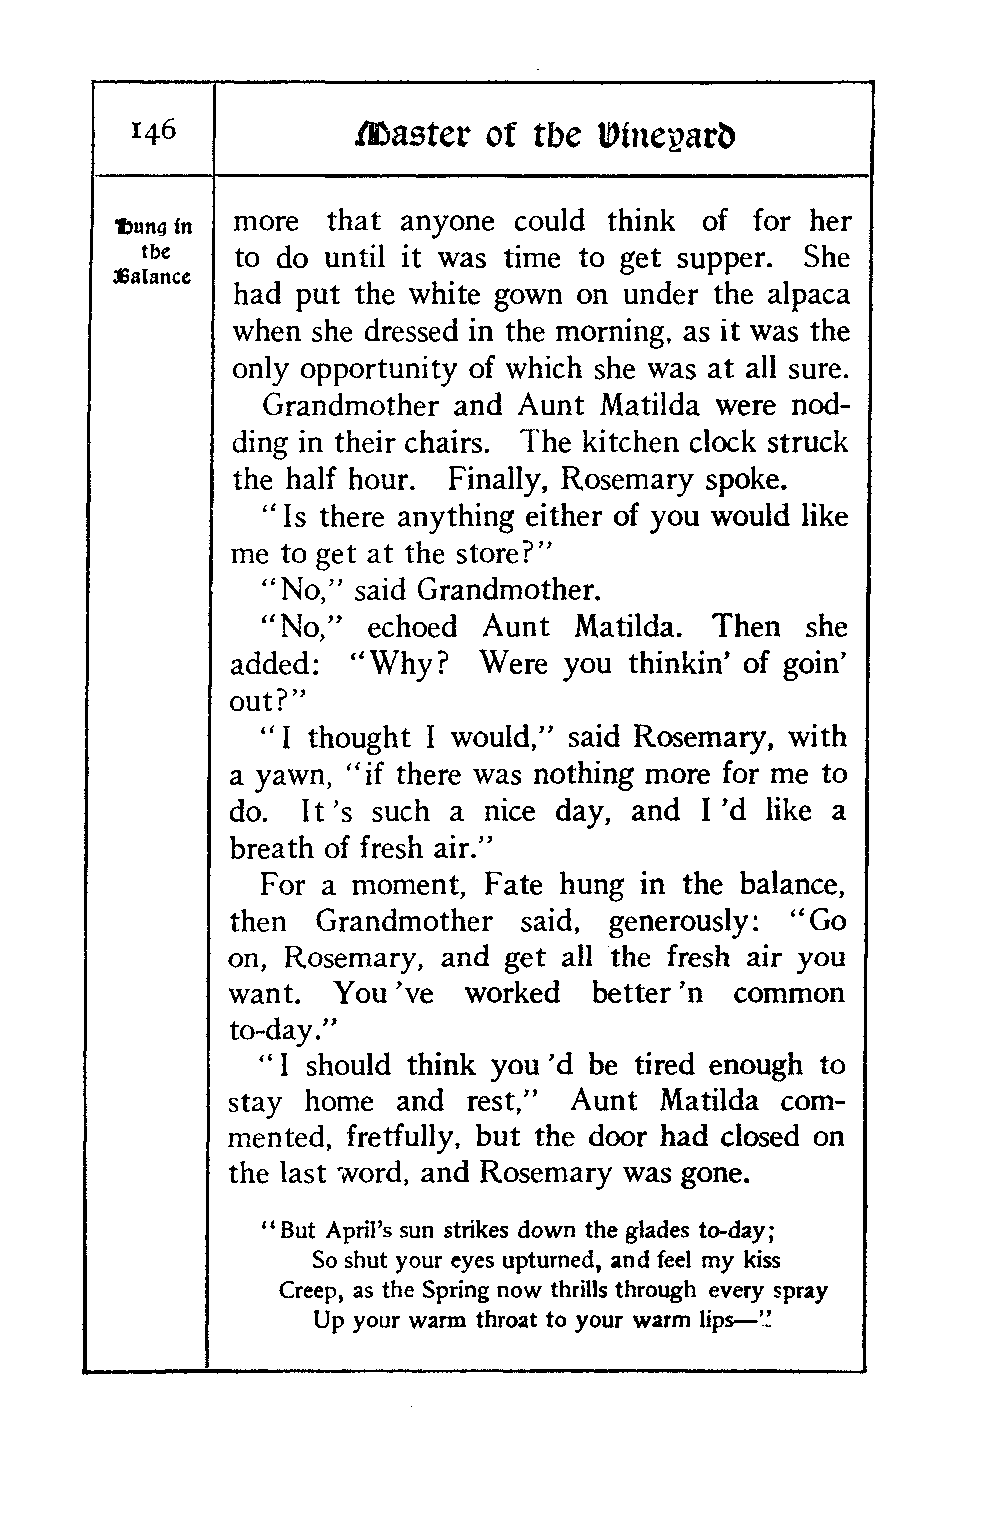 146
Master of the Vineyard
Hung in
the
Balance
more that anyone could think of for her
to do until it was time to get supper. She
had put the white gown on under the alpaca
when she dressed in the morning, as it was the
only opportunity of which she was at all sure.
Grandmother and Aunt Matilda were nod-
ding in their chairs. The kitchen clock struck
the half hour. Finally, Rosemary spoke.
“Is there anything either of you would like
me to get at the store?”
“No,” said Grandmother.
“No,” echoed Aunt Matilda. Then she
added: “Why? Were you thinkin’ of goin’
out?”
“I thought I would,” said Rosemary, with
a yawn, “if there was nothing more for me to
do. It ’s such a nice day, and I ’d like a
breath of fresh air.”
For a moment, Fate hung in the balance,
then Grandmother said, generously: “Go
on, Rosemary, and get all the fresh air you
want. You ’ve worked better ’n common
to-day.”
“I should think you ’d be tired enough to
stay home and rest,” Aunt Matilda com-
mented, fretfully, but the door had closed on
the last word, and Rosemary was gone.
“But April’s sun strikes down the glades to-day;
So shut your eyes upturned, and feel my kiss
Creep, as the Spring now thrills through every spray
Up your warm throat to your warm lips—”